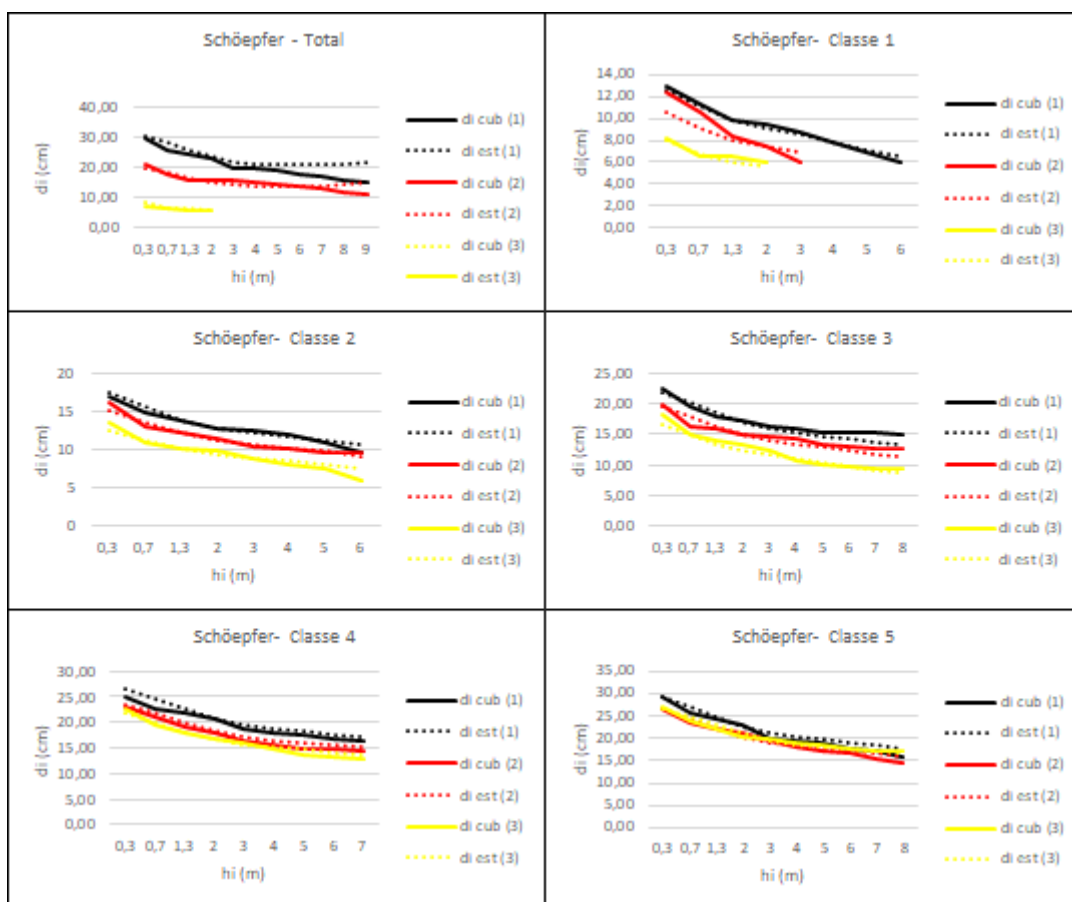 Schöepfer - Total
40,00
30,00
20,00
10,00
0,00
di (cm)
0,3 0,7 1,3 2 3 4 5 6 7 8 9
hi (m)
di cub (1)
di est (1)
di cub (2)
di est (2)
di cub (3)
di est (3)
Schöepfer- Classe 1
14,00
12,00
10,00
8,00
6,00
4,00
2,00
0,00
di(cm)
0,3 0,7 1,3 2 3 4 5 6
hi (m)
di cub (1)
di est (1)
di cub (2)
di est (2)
di cub (3)
di est (3)
Schöepfer- Classe 2
20
15
10
5
0
di (cm)
0,3 0,7 1,3 2 3 4 5 6
hi (m)
di cub (1)
di est (1)
di cub (2)
di est (2)
di cub (3)
di est (3)
Schöepfer- Classe 3
25,00
20,00
15,00
10,00
5,00
0,00
di (cm)
0,3 0,7 1,3 2 3 4 5 6 7 8
hi (m)
di cub (1)
di est (1)
di cub (2)
di est (2)
di cub (3)
di est (3)
Schöepfer- Classe 4
30,00
25,00
20,00
15,00
10,00
5,00
0,00
di (cm)
0,3 0,7 1,3 2 3 4 5 6 7
hi (m)
di cub (1)
di est (1)
di cub (2)
di est (2)
di cub (3)
di est (3)
Schöepfer- Classe 5
35,00
30,00
25,00
20,00
15,00
10,00
5,00
0,00
di (cm)
0,3 0,7 1,3 2 3 4 5 6 7 8
hi (m)
di cub (1)
di est (1)
di cub (2)
di est (2)
di cub (3)
di est (3)